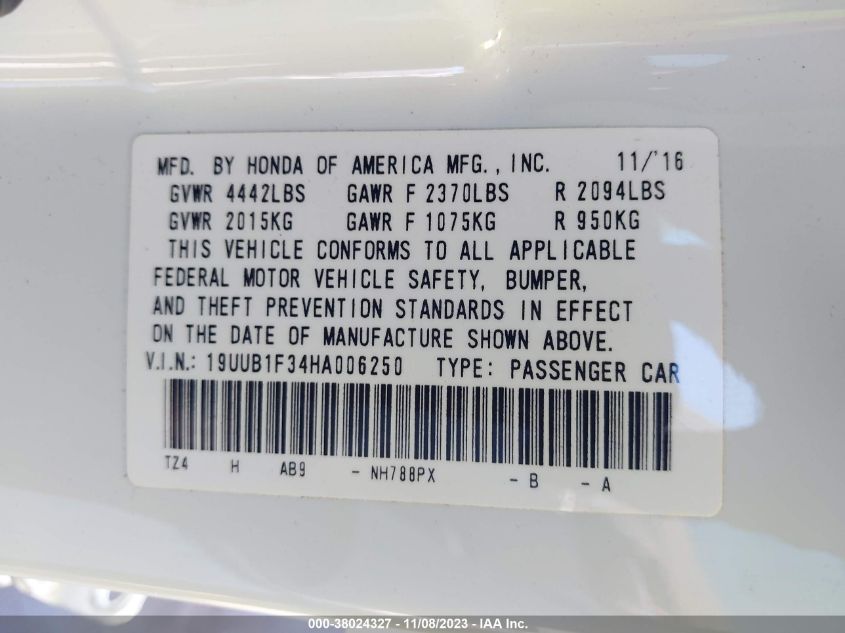 MFD. BY HONDA OF AMERICA MFG., INC. 11/'16
GVWR 4442LBS GAWR F 2370LBS R 2094LBS
GVWR 2015KG GAWR F 1075KG R 950KG
THIS VEHICLE CONFORMS TO ALL APPLICABLE
FEDERAL MOTOR VEHICLE SAFETY, BUMPER,
AND THEFT PREVENTION STANDARDS IN EFFECT
ON THE DATE OF MANUFACTURE SHOWN ABOVE.
V.I.N.: 19UUB1F34HA006250 TYPE: PASSENGER CAR
TZ4 H AB9 - NH788PX - B - A
000-38024327 - 11/08/2023 - IAA Inc.